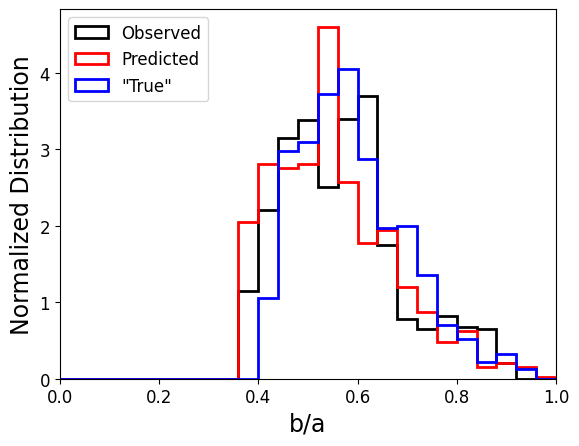 Observed
Predicted
"True"
Normalized Distribution
4
3
2
1
0
0.0 0.2 0.4 0.6 0.8 1.0
b/a